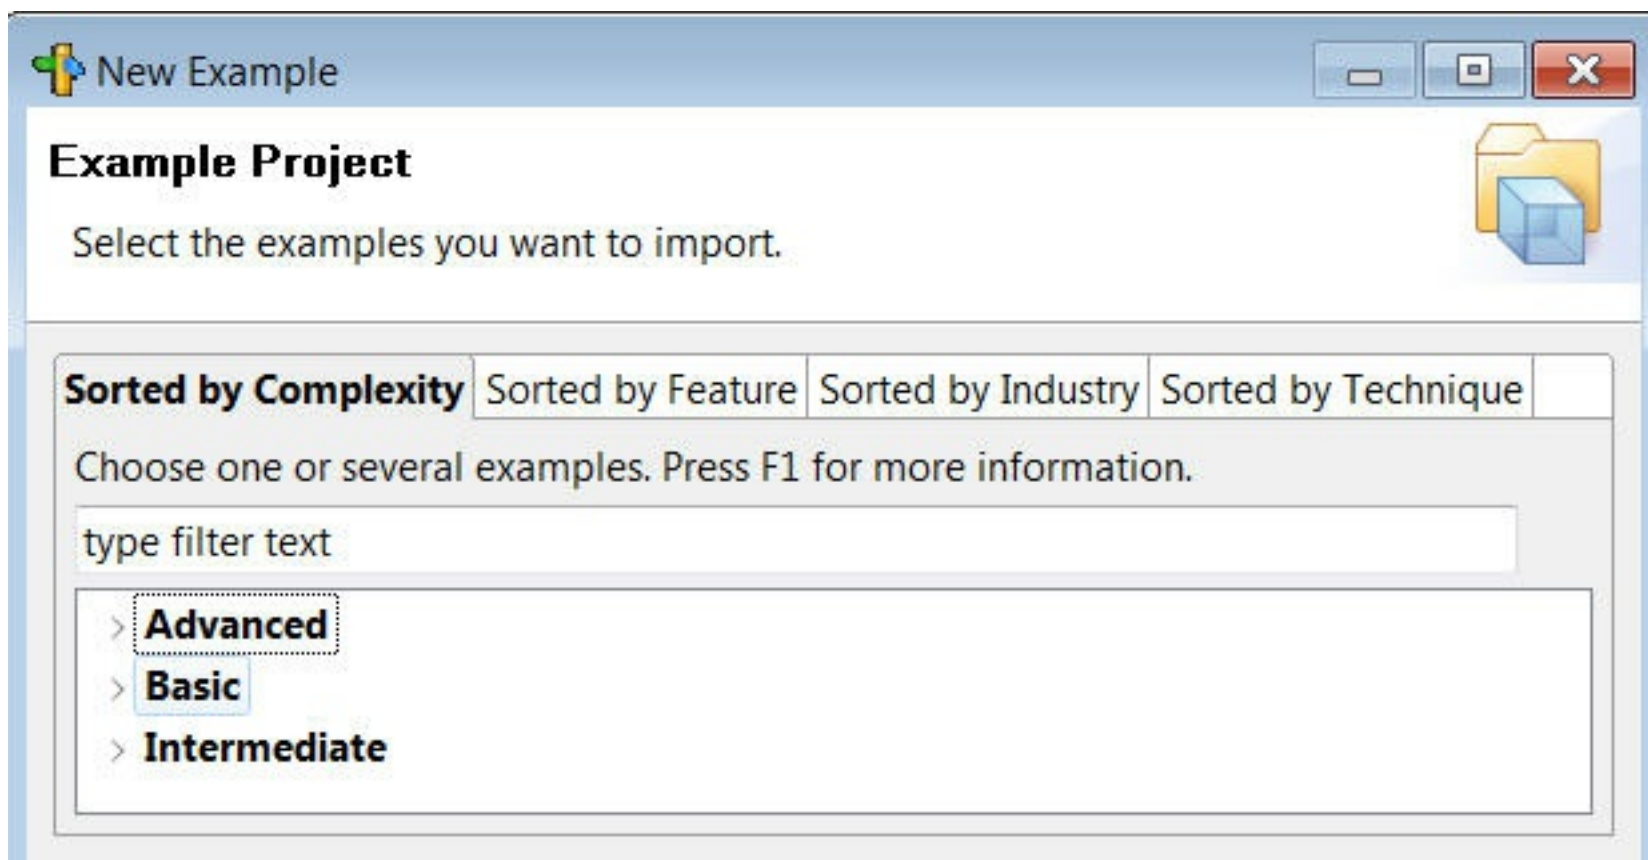 New Example
Example Project
Select the examples you want to import.
Sorted by Complexity Sorted by Feature Sorted by Industry Sorted by Technique
Choose one or several examples. Press F1 for more information.
type filter text
Advanced
Basic
Intermediate